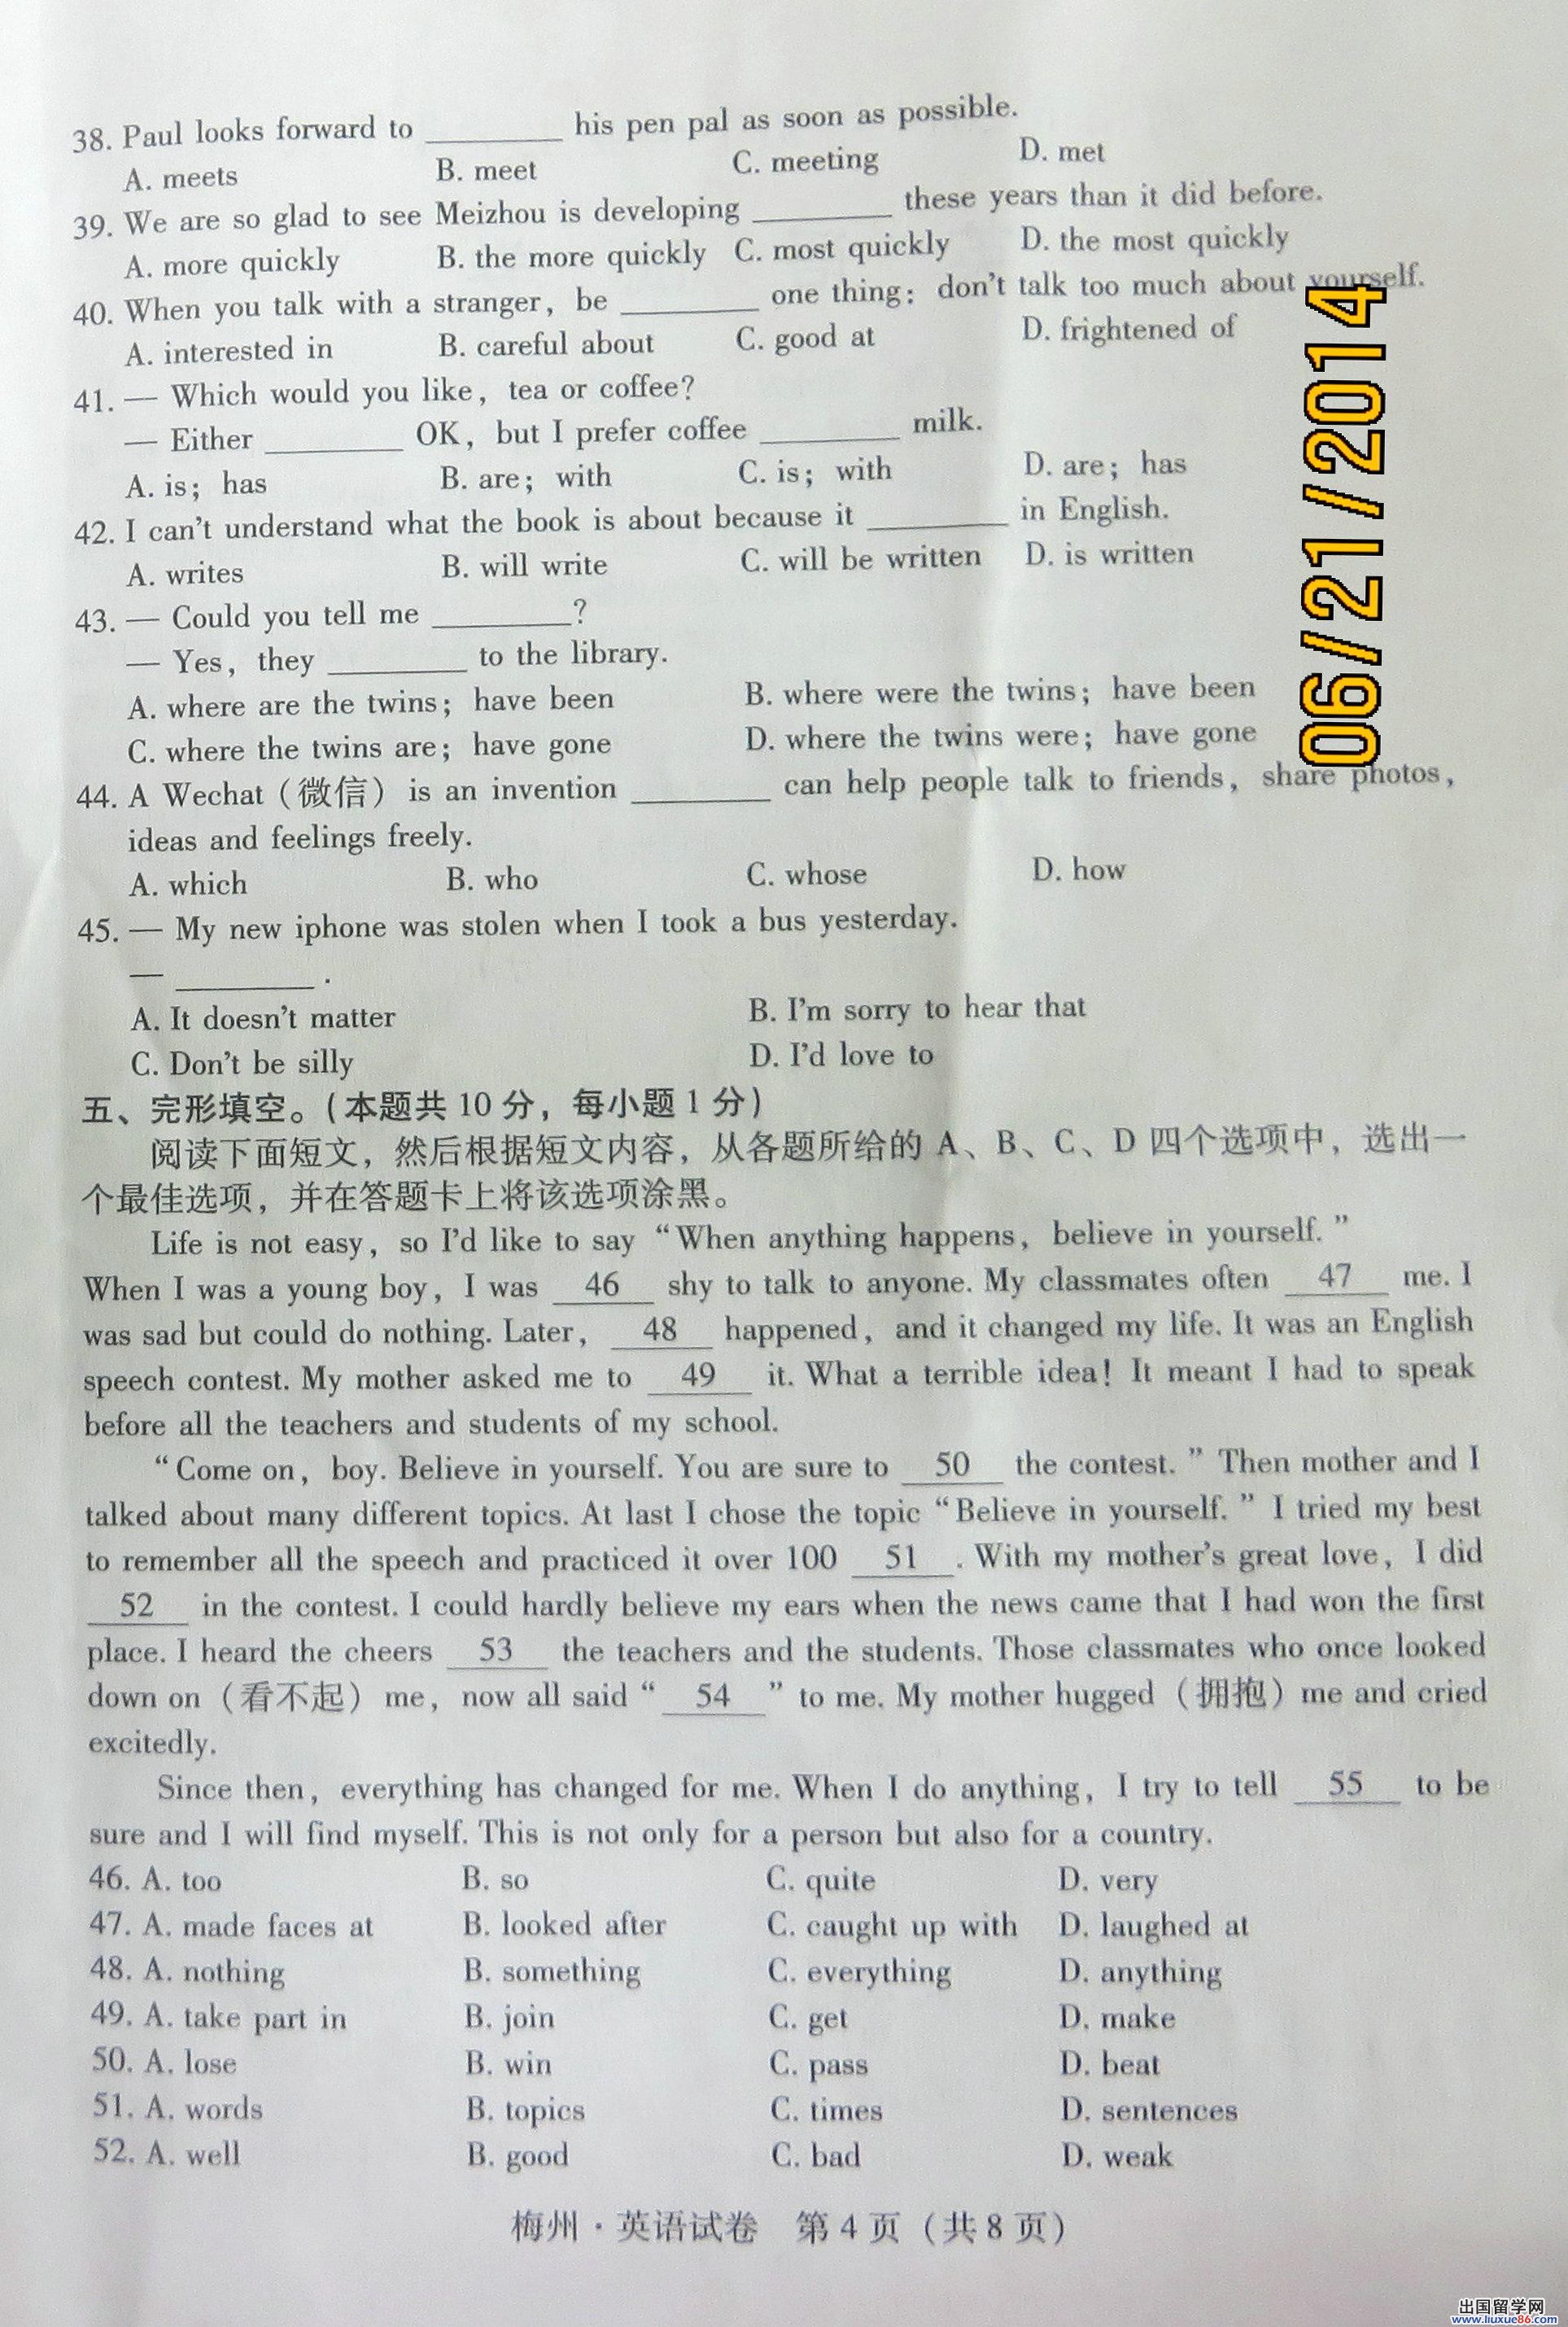 38. Paul looks forward to ________ his pen pal as soon as possible.
A. meets B. meet C. meeting D. met
39. We are so glad to see Meizhou is developing ________ these years than it did before.
A. more quickly B. the more quickly C. most quickly D. the most quickly
40. When you talk with a stranger, be ________ one thing: don't talk too much about yourself.
A. interested in B. careful about C. good at D. frightened of
41. — Which would you like, tea or coffee?
— Either ________ OK, but I prefer coffee ________ milk.
A. is; has B. are; with C. is; with D. are; has
42. I can't understand what the book is about because it ________ in English.
A. writes B. will write C. will be written D. is written
43. — Could you tell me ________?
— Yes, they ________ to the library.
A. where are the twins; have been B. where were the twins; have been
C. where the twins are; have gone D. where the twins were; have gone
44. A Wechat (微信) is an invention ________ can help people talk to friends, share photos,
ideas and feelings freely.
A. which B. who C. whose D. how
45. — My new iphone was stolen when I took a bus yesterday.
— ________.
A. It doesn't matter B. I'm sorry to hear that
C. Don't be silly D. I'd love to
06/21/2014
五、完形填空。(本题共 10 分，每小题 1 分)
阅读下面短文，然后根据短文内容，从各题所给的 A、B、C、D 四个选项中，选出一
个最佳选项，并在答题卡上将该选项涂黑。
Life is not easy, so I'd like to say “When anything happens, believe in yourself.”
When I was a young boy, I was 46 shy to talk to anyone. My classmates often 47 me. I
was sad but could do nothing. Later, 48 happened, and it changed my life. It was an English
speech contest. My mother asked me to 49 it. What a terrible idea! It meant I had to speak
before all the teachers and students of my school.
“Come on, boy. Believe in yourself. You are sure to 50 the contest.” Then mother and I
talked about many different topics. At last I chose the topic “Believe in yourself.” I tried my best
to remember all the speech and practiced it over 100 51 . With my mother's great love, I did
52 in the contest. I could hardly believe my ears when the news came that I had won the first
place. I heard the cheers 53 the teachers and the students. Those classmates who once looked
down on (看不起) me, now all said “ 54 ” to me. My mother hugged (拥抱) me and cried
excitedly.
Since then, everything has changed for me. When I do anything, I try to tell 55 to be
sure and I will find myself. This is not only for a person but also for a country.
46. A. too B. so C. quite D. very
47. A. made faces at B. looked after C. caught up with D. laughed at
48. A. nothing B. something C. everything D. anything
49. A. take part in B. join C. get D. make
50. A. lose B. win C. pass D. beat
51. A. words B. topics C. times D. sentences
52. A. well B. good C. bad D. weak
梅州·英语试卷 第 4 页 (共 8 页)
出国留学网
www.liuxue86.com